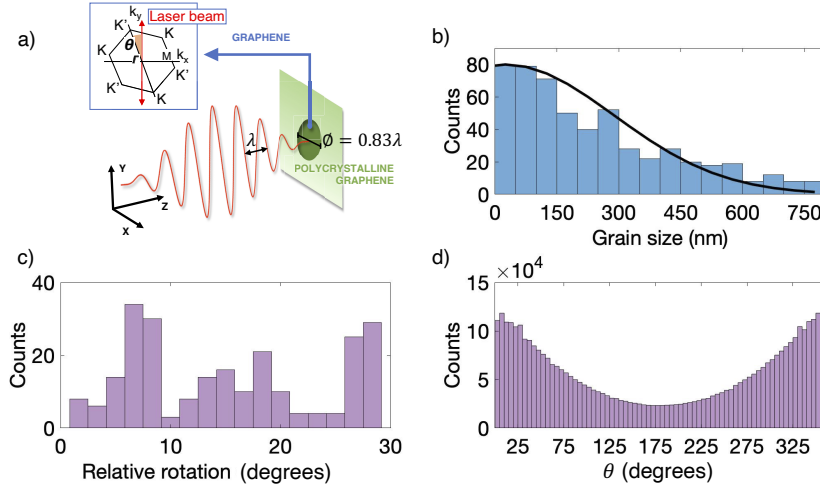 a)
k_y
Laser beam
K'
K
θ
K
M
k_x
Γ
K'
K'
K
GRAPHENE
λ
Ø = 0.83λ
POLYCRYSTALLINE
GRAPHENE
Y
Z
X
b)
Counts
80
60
40
20
0
0 150 300 450 600 750
Grain size (nm)
c)
Counts
40
20
0
0 10 20 30
Relative rotation (degrees)
d)
×10^4
Counts
15
10
5
0
25 75 125 175 225 275 325
θ (degrees)